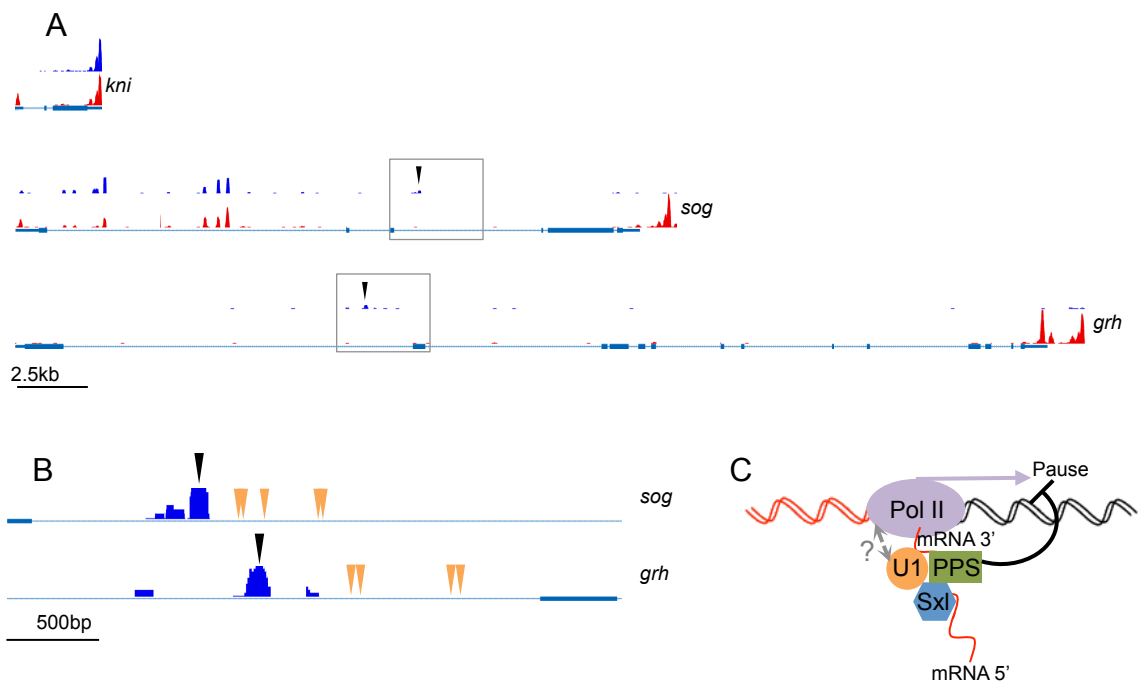 A
kni
sog
grh
2.5kb
B
sog
grh
500bp
C
Pause
Pol II
mRNA 3’
?
U1
PPS
Sxl
mRNA 5’